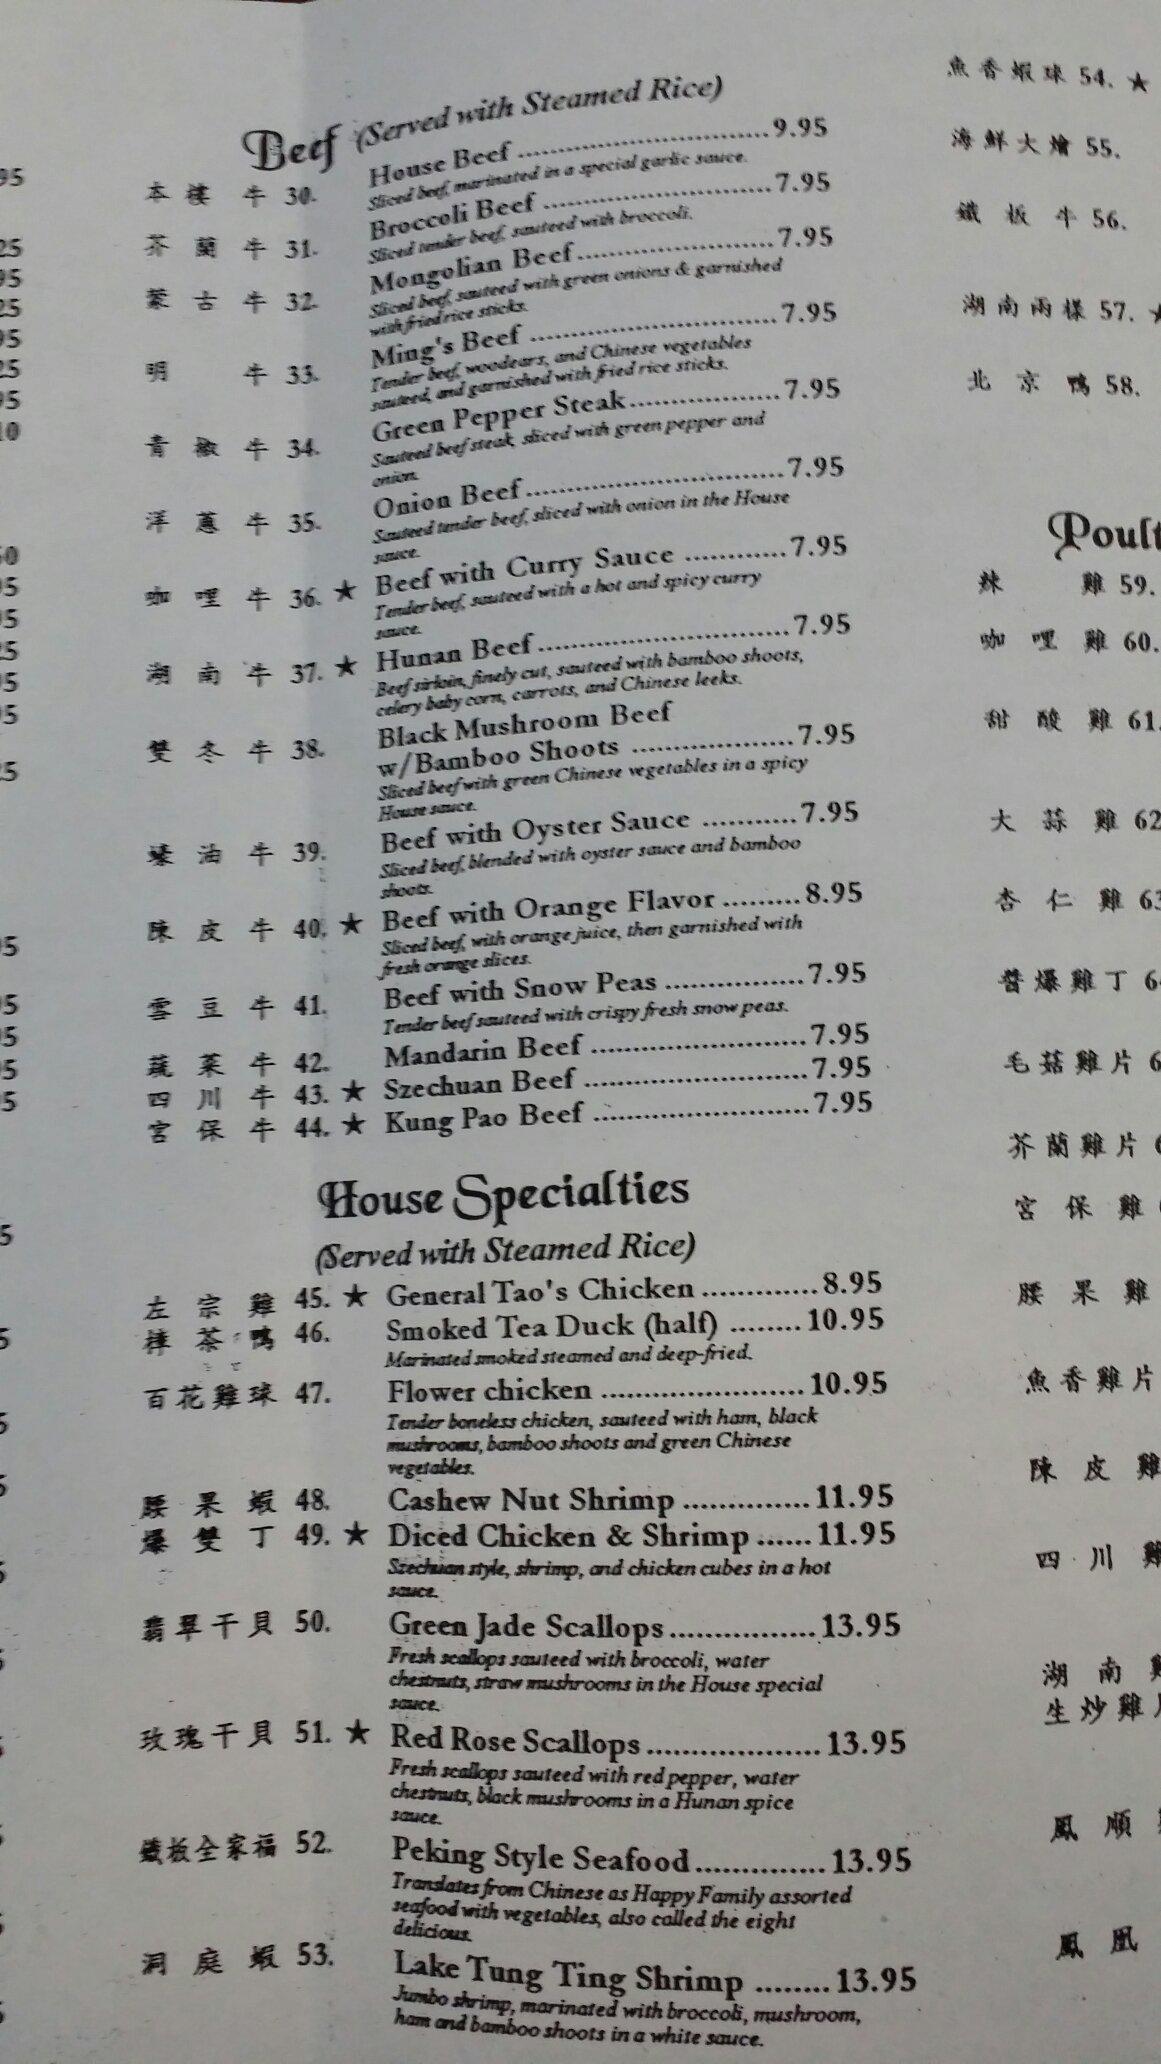 Beef (Served with Steamed Rice)
本樓牛 30. House Beef ..............................9.95
Sliced beef, marinated in a special garlic sauce.
芥蘭牛 31. Broccoli Beef ............................7.95
Sliced tender beef, sauteed with broccoli.
蒙古牛 32. Mongolian Beef........................7.95
Sliced beef, sauteed with green onions & garnished
with fried rice sticks.
明牛 33. Ming's Beef ..............................7.95
Tender beef, woodears, and Chinese vegetables
sauteed, and garnished with fried rice sticks.
青椒牛 34. Green Pepper Steak..................7.95
Sauteed beef steak, sliced with green pepper and
onion.
洋蔥牛 35. Onion Beef ...............................7.95
Sauteed tender beef, sliced with onion in the House
sauce.
咖哩牛 36. ★ Beef with Curry Sauce ............7.95
Tender beef, sauteed with a hot and spicy curry
sauce.
湖南牛 37. ★ Hunan Beef ..............................7.95
Beef sirloin, finely cut, sauteed with bamboo shoots,
celery baby corn, carrots, and Chinese leeks.
雙冬牛 38. Black Mushroom Beef
w/Bamboo Shoots ....................7.95
Sliced beef with green Chinese vegetables in a spicy
House sauce.
蠔油牛 39. Beef with Oyster Sauce ............7.95
Sliced beef, blended with oyster sauce and bamboo
shoots.
陳皮牛 40. ★ Beef with Orange Flavor .........8.95
Sliced beef, with orange juice, then garnished with
fresh orange slices.
雪豆牛 41. Beef with Snow Peas .................7.95
Tender beef sauteed with crispy fresh snow peas.
蔬菜牛 42. Mandarin Beef ..........................7.95
四川牛 43. ★ Szechuan Beef ...........................7.95
宮保牛 44. ★ Kung Pao Beef ..........................7.95
House Specialties
(Served with Steamed Rice)
左宗雞 45. ★ General Tao's Chicken ..............8.95
樟茶鴨 46. Smoked Tea Duck (half) .........10.95
Marinated smoked steamed and deep-fried.
百花雞球 47. Flower chicken .........................10.95
Tender boneless chicken, sauteed with ham, black
mushrooms, bamboo shoots and green Chinese
vegetables.
腰果蝦 48. Cashew Nut Shrimp ...............11.95
爆雙丁 49. ★ Diced Chicken & Shrimp ......11.95
Szechuan style, shrimp, and chicken cubes in a hot
sauce.
翡翠干貝 50. Green Jade Scallops.................13.95
Fresh scallops sauteed with broccoli, water
chestnuts, straw mushrooms in the House special
sauce.
玫瑰干貝 51. ★ Red Rose Scallops ....................13.95
Fresh scallops sauteed with red pepper, water
chestnuts, black mushrooms in a Hunan spice
sauce.
鐵板全家福 52. Peking Style Seafood...............13.95
Translates from Chinese as Happy Family assorted
seafood with vegetables, also called the eight
delicious.
洞庭蝦 53. Lake Tung Ting Shrimp ........13.95
Jumbo shrimp, marinated with broccoli, mushroom,
ham and bamboo shoots in a white sauce.
魚香蝦球 54. ★
海鮮大燴 55.
鐵板牛 56.
湖南兩樣 57. ★
北京鴨 58.
Poult
辣雞 59.
咖哩雞 60.
甜酸雞 61.
大蒜雞 62
杏仁雞 63
醬爆雞丁 64
毛菇雞片 6
芥蘭雞片 6
宮保雞
腰果雞
魚香雞片
陳皮雞
四川雞
湖南雞
生炒雞片
鳳順
鳳凰